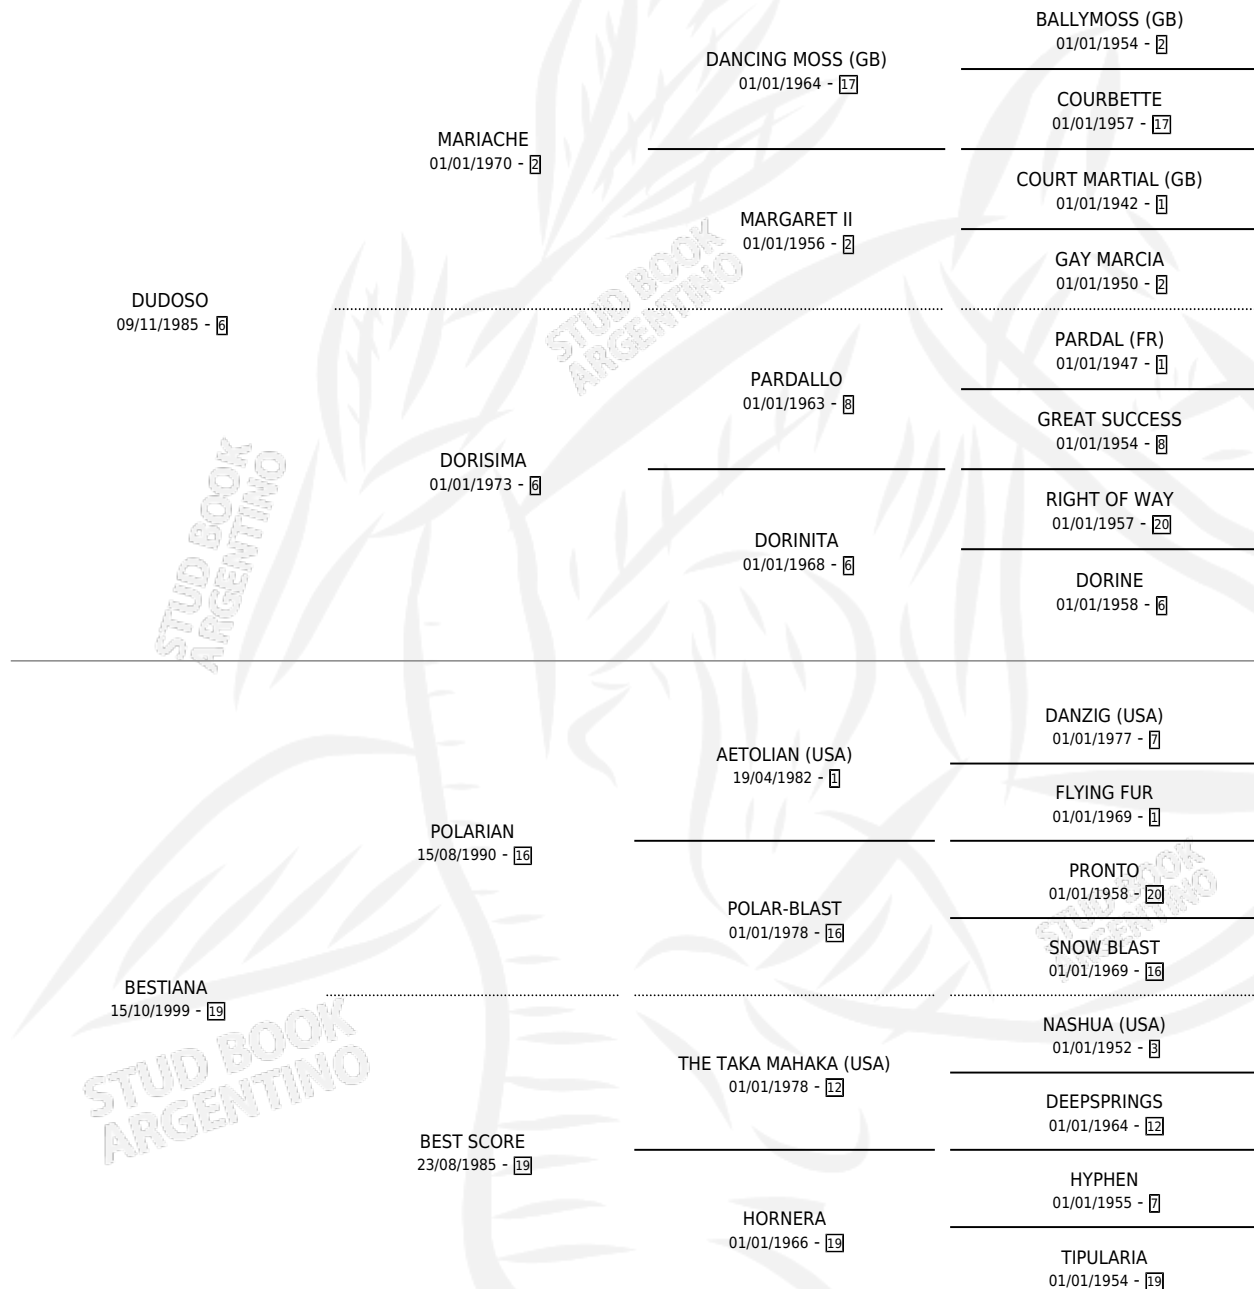 BALLYMOSS (GB)
01/01/1954 - 2
DANCING MOSS (GB)
01/01/1964 - 17
COURBETTE
01/01/1957 - 17
MARIACHE
01/01/1970 - 2
COURT MARTIAL (GB)
01/01/1942 - 1
MARGARET II
01/01/1956 - 2
GAY MARCIA
01/01/1950 - 2
DUDOSO
09/11/1985 - 6
PARDAL (FR)
01/01/1947 - 1
PARDALLO
01/01/1963 - 8
GREAT SUCCESS
01/01/1954 - 8
DORISIMA
01/01/1973 - 6
RIGHT OF WAY
01/01/1957 - 20
DORINITA
01/01/1968 - 6
DORINE
01/01/1958 - 6
DANZIG (USA)
01/01/1977 - 7
AETOLIAN (USA)
19/04/1982 - 1
FLYING FUR
01/01/1969 - 1
POLARIAN
15/08/1990 - 16
PRONTO
01/01/1958 - 20
POLAR-BLAST
01/01/1978 - 16
SNOW BLAST
01/01/1969 - 16
BESTIANA
15/10/1999 - 19
NASHUA (USA)
01/01/1952 - 3
THE TAKA MAHAKA (USA)
01/01/1978 - 12
DEEPSPRINGS
01/01/1964 - 12
BEST SCORE
23/08/1985 - 19
HYPHEN
01/01/1955 - 7
HORNERA
01/01/1966 - 19
TIPULARIA
01/01/1954 - 19
STUD BOOK
ARGENTINO
STUD BOOK
ARGENTINO
STUD BOOK
ARGENTINO
STUD BOOK
ARGENTINO